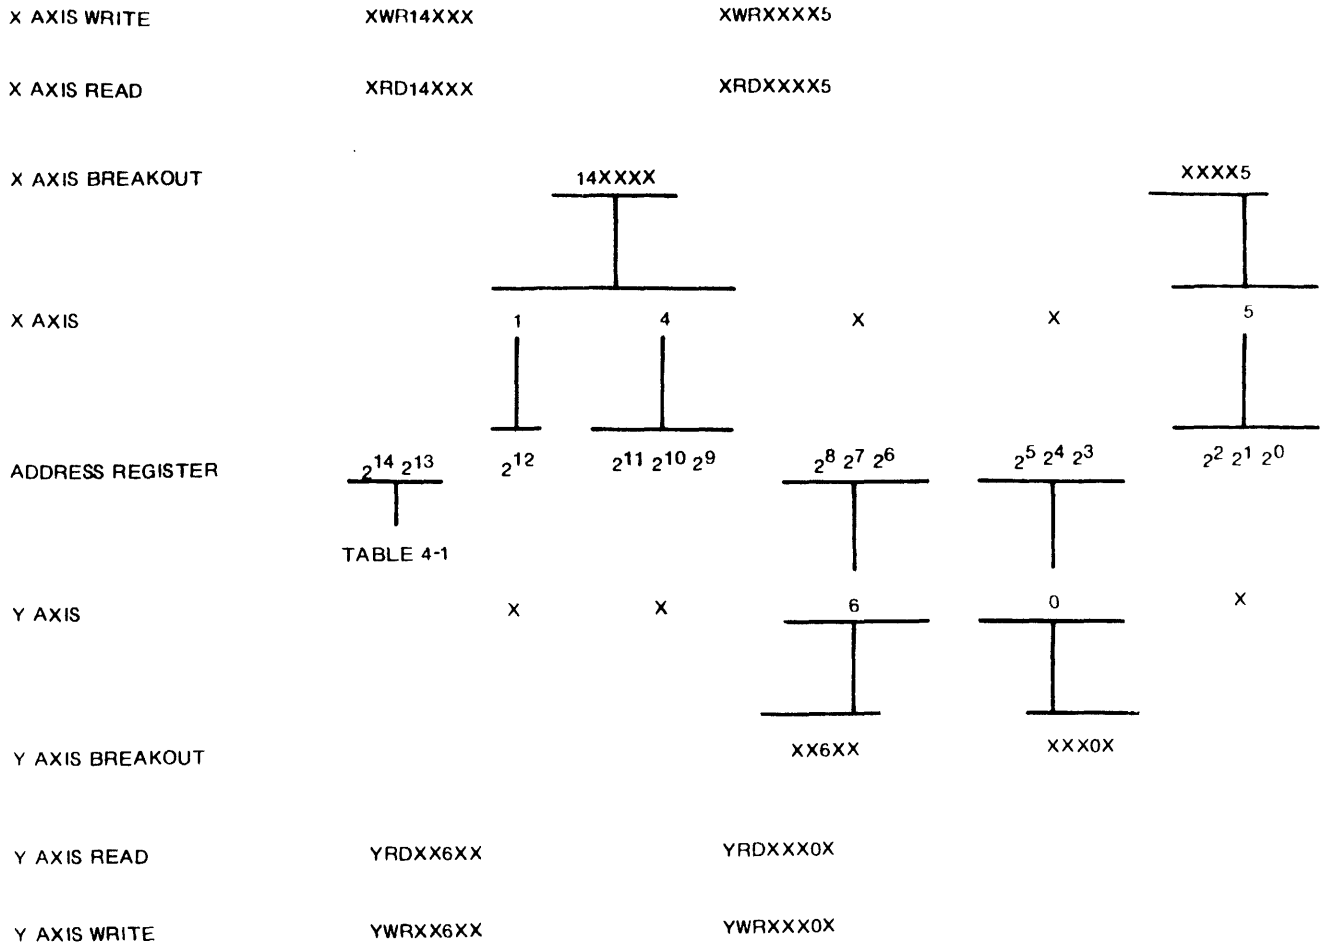 X AXIS WRITE XWR14XXX XWRXXXX5
X AXIS READ XRD14XXX XRDXXXX5
X AXIS BREAKOUT 14XXXX XXXX5
X AXIS 1 4 X X 5
ADDRESS REGISTER 2^14 2^13 2^12 2^11 2^10 2^9 2^8 2^7 2^6 2^5 2^4 2^3 2^2 2^1 2^0
TABLE 4-1
Y AXIS X X 6 0 X
Y AXIS BREAKOUT XX6XX XXX0X
Y AXIS READ YRDXX6XX YRDXXX0X
Y AXIS WRITE YWRXX6XX YWRXXX0X